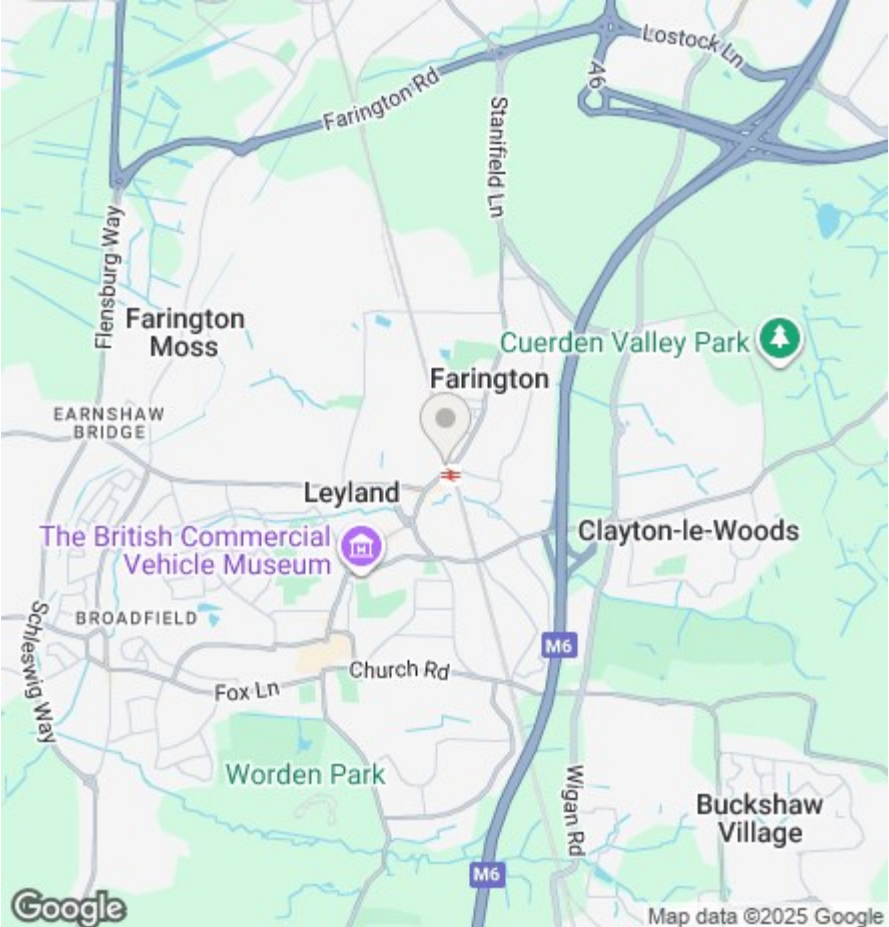 Lostock Ln
A6
Farington Rd
Stanifield Ln
Flensburg Way
Farington
Moss
Cuerden Valley Park
Farington
EARNSHAW
BRIDGE
Leyland
The British Commercial
Vehicle Museum
Clayton-le-Woods
BROADFIELD
Schleswig Way
M6
Church Rd
Fox Ln
Worden Park
Wigan Rd
Buckshaw
Village
M6
Google
Map data ©2025 Google